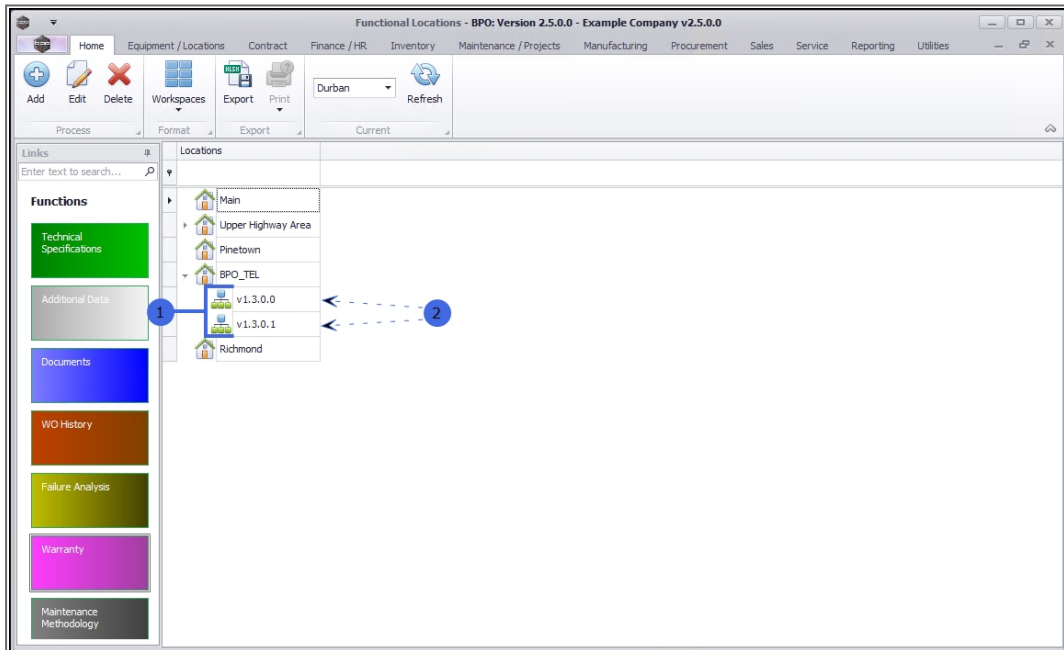 Functional Locations - BPO: Version 2.5.0.0 - Example Company v2.5.0.0
Home Equipment / Locations Contract Finance / HR Inventory Maintenance / Projects Manufacturing Procurement Sales Service Reporting Utilities
XLSX
Durban
Add Edit Delete Workspaces Export Print Refresh
Process Format Export Current
Links
Enter text to search...
Functions
Technical
Specifications
Additional Data
Documents
WO History
Failure Analysis
Warranty
Maintenance
Methodology
Locations
Main
Upper Highway Area
Pinetown
BPO_TEL
1
v1.3.0.0
v1.3.0.1
2
Richmond